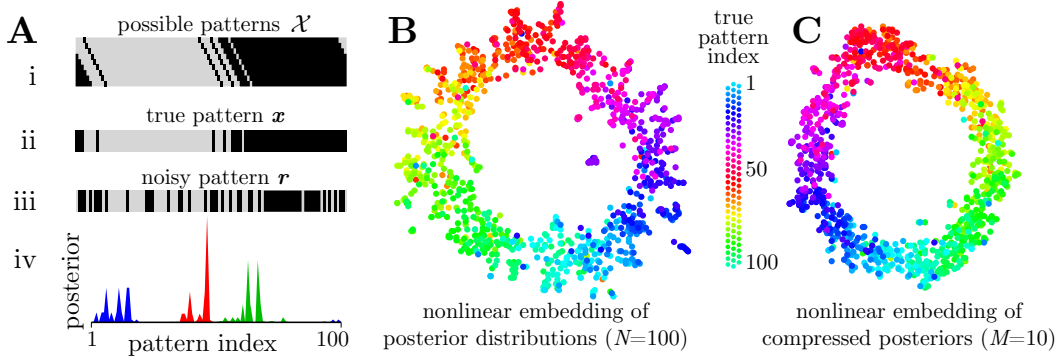 A
possible patterns 𝒳
i
true pattern x
ii
noisy pattern r
iii
iv
posterior
1
100
pattern index
B
nonlinear embedding of
posterior distributions (N=100)
true
pattern
index
1
50
100
C
nonlinear embedding of
compressed posteriors (M=10)